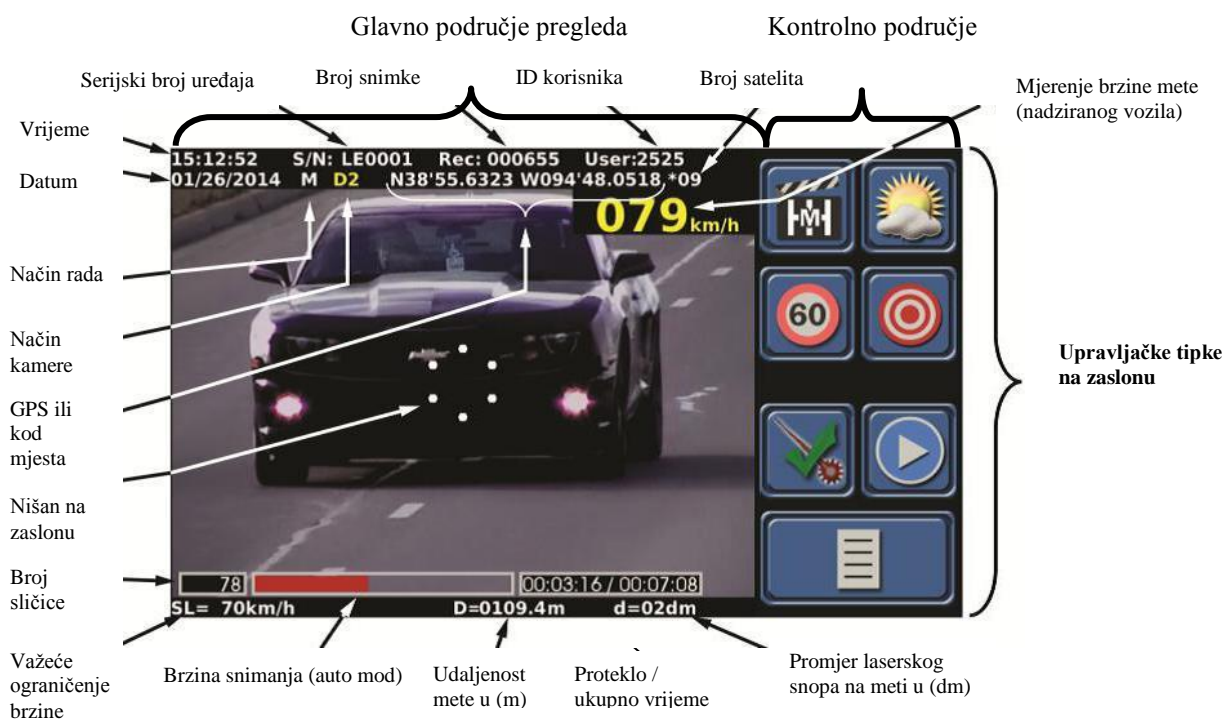 Glavno područje pregleda
Kontrolno područje
Serijski broj uređaja
Broj snimke
ID korisnika
Broj satelita
Mjerenje brzine mete
(nadziranog vozila)
Vrijeme
Datum
Način rada
Način
kamere
GPS ili
kod
mjesta
Nišan na
zaslonu
Broj
sličice
Važeće
ograničenje
brzine
15:12:52 S/N: LE0001 Rec: 000655 User:2525
01/26/2014 M D2 N38'55.6323 W094'48.0518 *09
079 km/h
M
60
Upravljačke tipke
na zaslonu
78
00:03:16 / 00:07:08
SL= 70km/h D=0109.4m d=02dm
Brzina snimanja (auto mod)
Udaljenost
mete u (m)
Proteklo /
ukupno vrijeme
Promjer laserskog
snopa na meti u (dm)